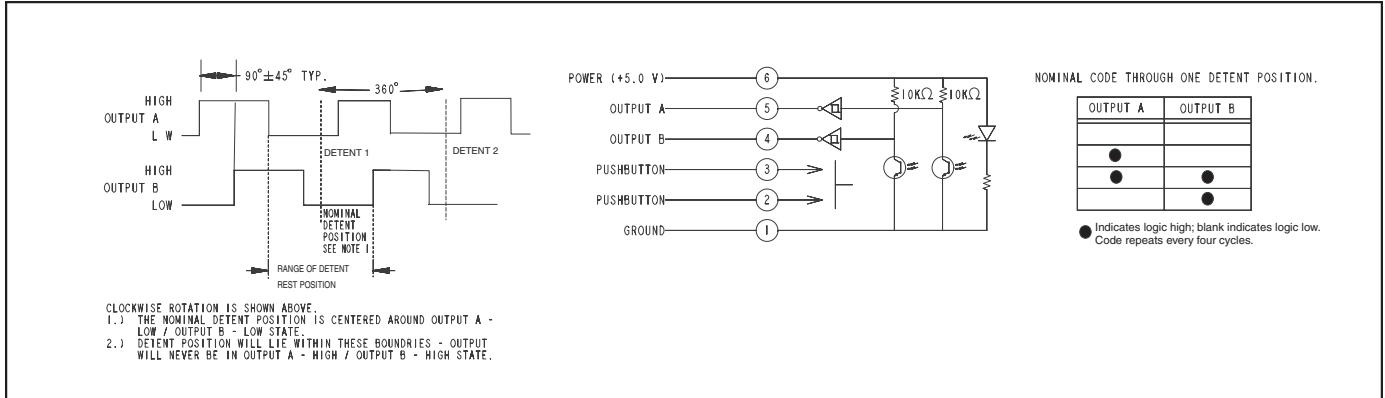 90°±45° TYP.
360°
HIGH
OUTPUT A
L W
DETENT 1
DETENT 2
HIGH
OUTPUT B
LOW
NOMINAL
DETENT
POSITION
SEE NOTE 1
RANGE OF DETENT
REST POSITION
CLOCKWISE ROTATION IS SHOWN ABOVE.
1.) THE NOMINAL DETENT POSITION IS CENTERED AROUND OUTPUT A -
LOW / OUTPUT B - LOW STATE.
2.) DETENT POSITION WILL LIE WITHIN THESE BOUNDRIES - OUTPUT
WILL NEVER BE IN OUTPUT A - HIGH / OUTPUT B - HIGH STATE.
POWER (+5.0 V) 6
10KΩ 10KΩ
OUTPUT A 5
OUTPUT B 4
PUSHBUTTON 3
PUSHBUTTON 2
GROUND 1
NOMINAL CODE THROUGH ONE DETENT POSITION.
OUTPUT A OUTPUT B
Indicates logic high; blank indicates logic low.
Code repeats every four cycles.